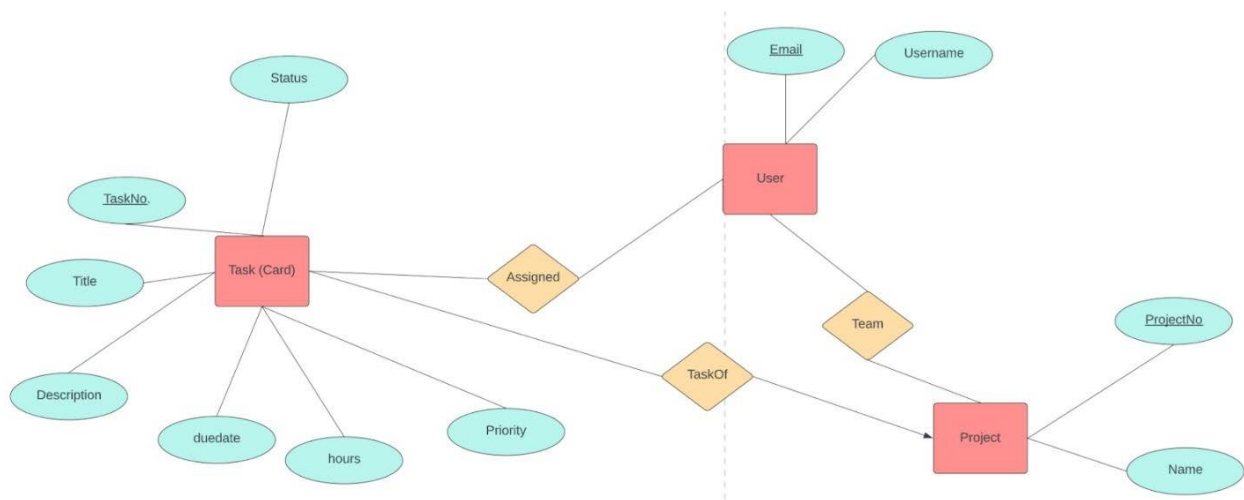 Email
Username
Status
User
TaskNo.
Task (Card)
Assigned
Title
Team
ProjectNo
TaskOf
Description
Priority
duedate
hours
Project
Name